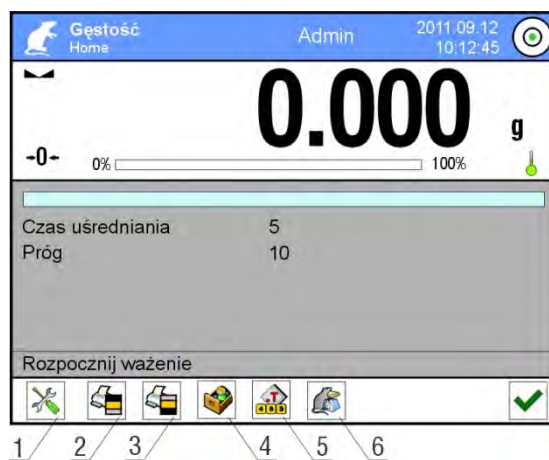 Gęstość Admin 2011.09.12
Home 10:12:45
0.000 g
→0← 0% 100%
Czas uśredniania 5
Próg 10
Rozpocznij ważenie
1 2 3 4 5 6